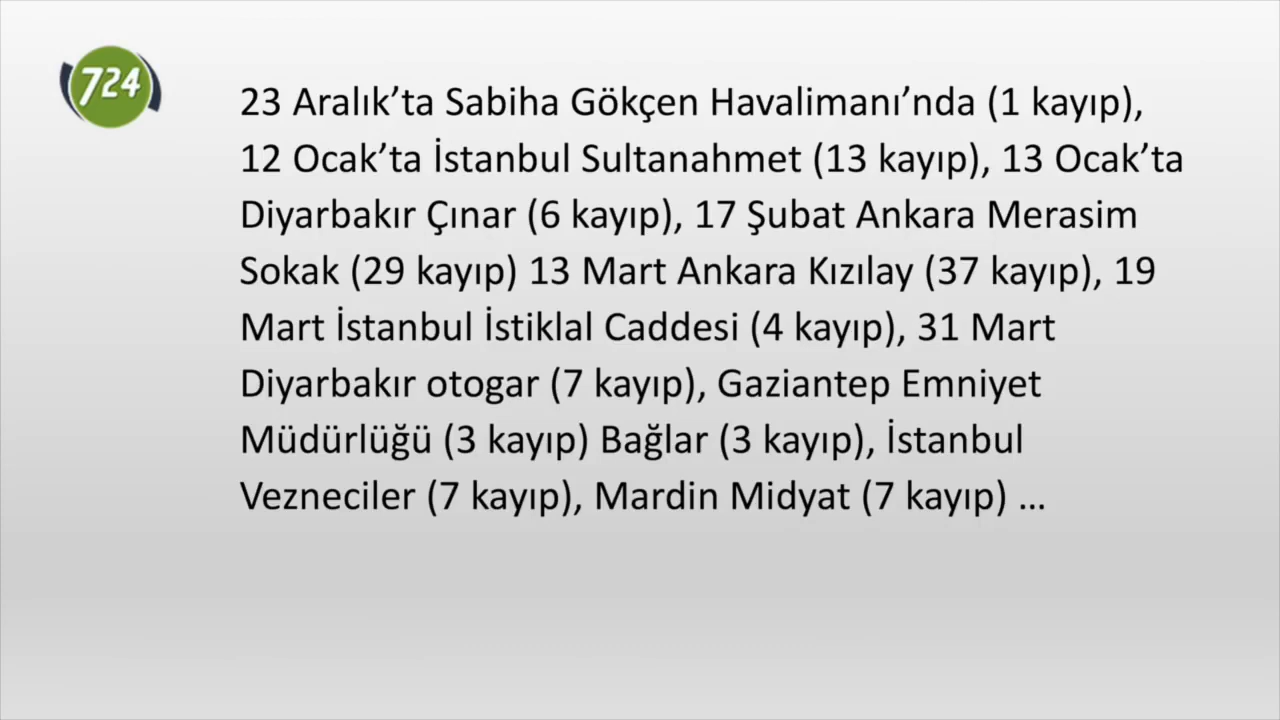 724
23 Aralık’ta Sabiha Gökçen Havalimanı’nda (1 kayıp),
12 Ocak’ta İstanbul Sultanahmet (13 kayıp), 13 Ocak’ta
Diyarbakır Çınar (6 kayıp), 17 Şubat Ankara Merasim
Sokak (29 kayıp) 13 Mart Ankara Kızılay (37 kayıp), 19
Mart İstanbul İstiklal Caddesi (4 kayıp), 31 Mart
Diyarbakır otogar (7 kayıp), Gaziantep Emniyet
Müdürlüğü (3 kayıp) Bağlar (3 kayıp), İstanbul
Vezneciler (7 kayıp), Mardin Midyat (7 kayıp) ...